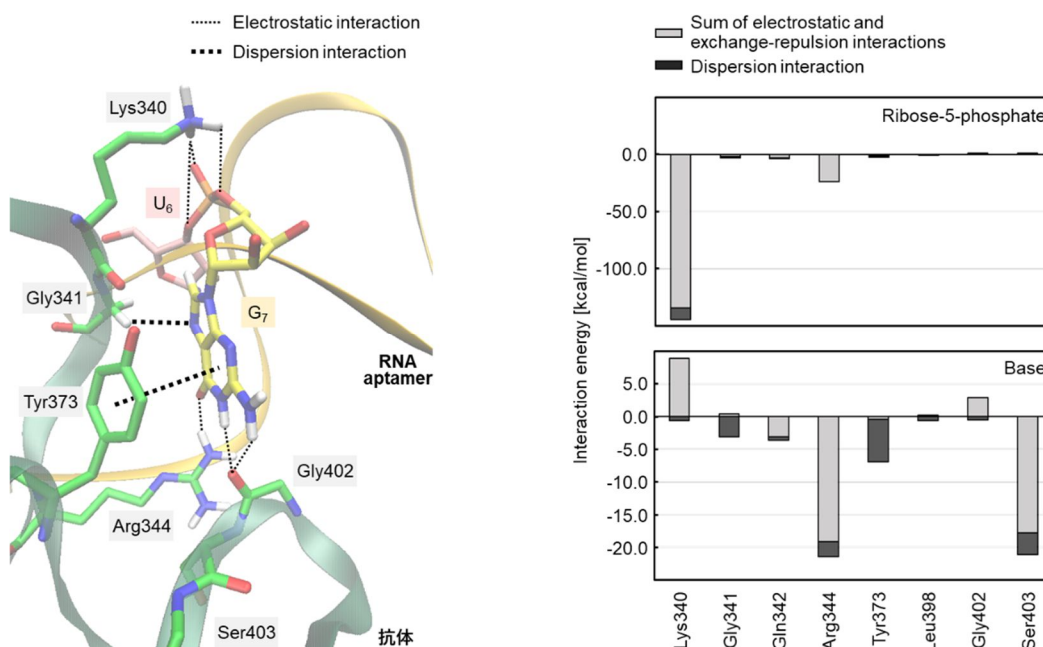 Electrostatic interaction
Dispersion interaction
Lys340
U6
Gly341
G7
RNA
aptamer
Tyr373
Gly402
Arg344
Ser403
抗体
Sum of electrostatic and
exchange-repulsion interactions
Dispersion interaction
Interaction energy [kcal/mol]
Ribose-5-phosphate
0.0
-50.0
-100.0
Base
5.0
0.0
-5.0
-10.0
-15.0
-20.0
Lys340
Gly341
Gln342
Arg344
Tyr373
Leu398
Gly402
Ser403